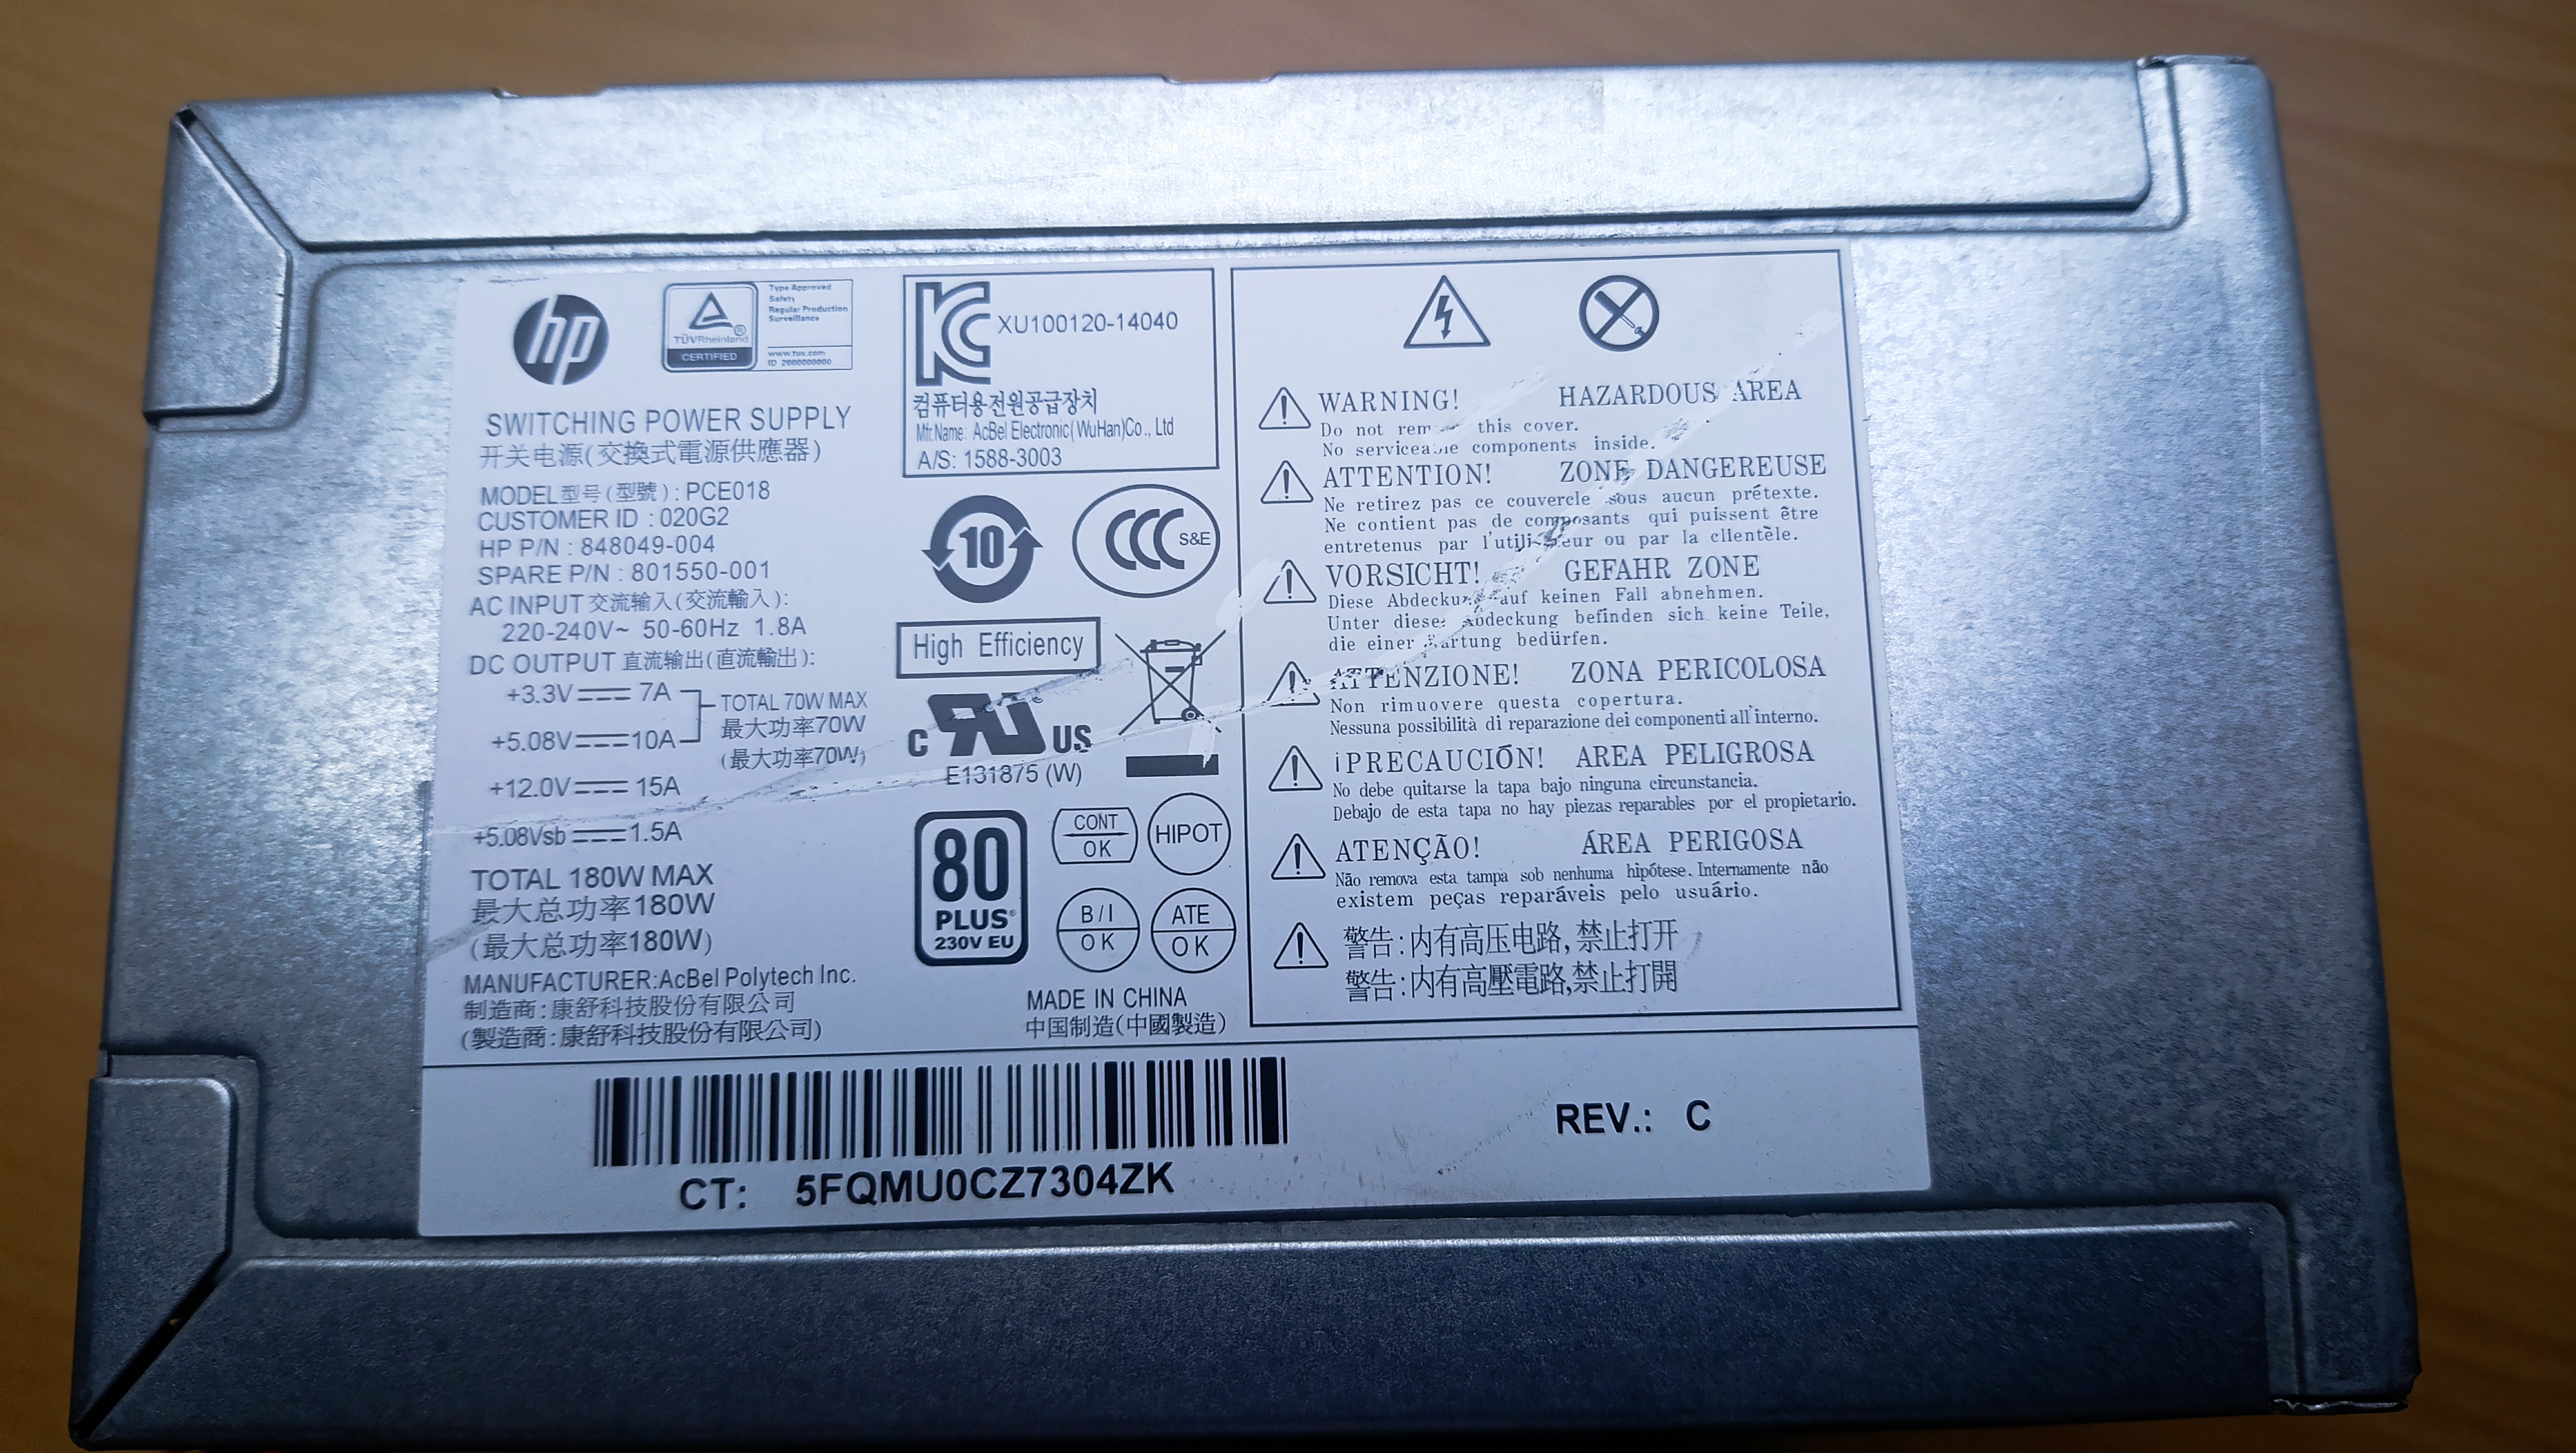 hp
TÜVRheinland
CERTIFIED
Type Approved
Safety
Regular Production
Surveillance
www.tuv.com
ID 2000000000
SWITCHING POWER SUPPLY
开关电源(交換式電源供應器)
MODEL型号(型號):PCE018
CUSTOMER ID : 020G2
HP P/N : 848049-004
SPARE P/N : 801550-001
AC INPUT 交流输入(交流輸入):
220-240V~ 50-60Hz 1.8A
DC OUTPUT 直流输出(直流輸出):
+3.3V 7A
+5.08V 10A
TOTAL 70W MAX
最大功率70W
(最大功率70W)
+12.0V 15A
+5.08Vsb 1.5A
TOTAL 180W MAX
最大总功率180W
(最大总功率180W)
MANUFACTURER:AcBel Polytech Inc.
制造商:康舒科技股份有限公司
(製造商:康舒科技股份有限公司)
KC
XU100120-14040
컴퓨터용전원공급장치
Mfr.Name: AcBel Electronic(WuHan)Co., Ltd
A/S: 1588-3003
10
CCC S&E
High Efficiency
C RU US
E131875 (W)
80
PLUS®
230V EU
CONT
OK
HIPOT
B/I
OK
ATE
OK
MADE IN CHINA
中国制造(中國製造)
WARNING! HAZARDOUS AREA
Do not this cover.
No components inside.
ATTENTION! ZONE DANGEREUSE
Ne retirez pas ce couvercle sous aucun prétexte.
Ne contient pas de composants qui puissent être
entretenus par l'utilisateur ou par la clientèle.
VORSICHT! GEFAHR ZONE
Diese Abdeckung auf keinen Fall abnehmen.
Unter dieser Abdeckung befinden sich keine Teile,
die einer Wartung bedürfen.
ATTENZIONE! ZONA PERICOLOSA
Non rimuovere questa copertura.
Nessuna possibilità di reparazione dei componenti all'interno.
¡PRECAUCIÓN! AREA PELIGROSA
No debe quitarse la tapa bajo ninguna circunstancia.
Debajo de esta tapa no hay piezas reparables por el propietario.
ATENÇÃO! ÁREA PERIGOSA
Não remova esta tampa sob nenhuma hipótese. Internamente não
existem peças reparáveis pelo usuário.
警告:内有高压电路,禁止打开
警告:内有高壓電路,禁止打開
CT: 5FQMU0CZ7304ZK
REV.: C